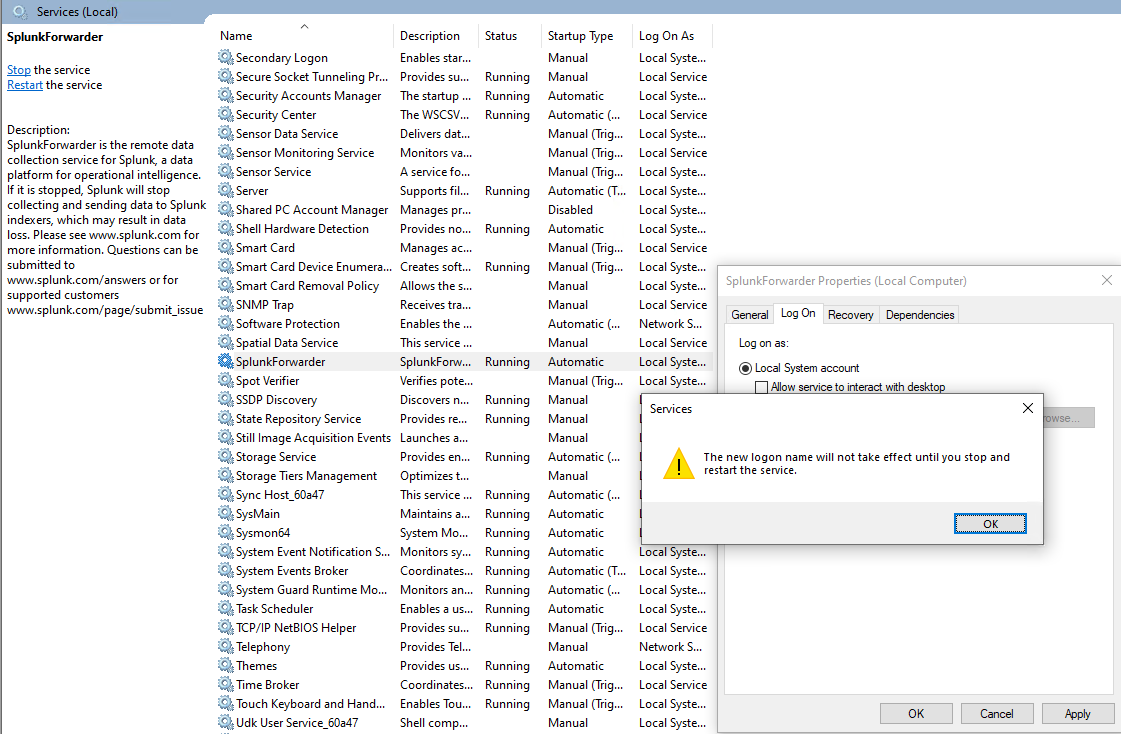 Services (Local)
SplunkForwarder
Stop the service
Restart the service
Description:
SplunkForwarder is the remote data
collection service for Splunk, a data
platform for operational intelligence.
If it is stopped, Splunk will stop
collecting and sending data to Splunk
indexers, which may result in data
loss. Please see www.splunk.com for
more information. Questions can be
submitted to
www.splunk.com/answers or for
supported customers
www.splunk.com/page/submit_issue
Name Description Status Startup Type Log On As
Secondary Logon Enables star... Manual Local Syste...
Secure Socket Tunneling Pr... Provides su... Running Manual Local Service
Security Accounts Manager The startup ... Running Automatic Local Syste...
Security Center The WSCSV... Running Automatic (... Local Service
Sensor Data Service Delivers dat... Manual (Trig... Local Syste...
Sensor Monitoring Service Monitors va... Manual (Trig... Local Service
Sensor Service A service fo... Manual (Trig... Local Syste...
Server Supports fil... Running Automatic (T... Local Syste...
Shared PC Account Manager Manages pr... Disabled Local Syste...
Shell Hardware Detection Provides no... Running Automatic Local Syste...
Smart Card Manages ac... Manual (Trig... Local Service
Smart Card Device Enumera... Creates soft... Running Manual (Trig... Local Syste...
Smart Card Removal Policy Allows the s... Manual Local Syste...
SNMP Trap Receives tra... Manual Local Service
Software Protection Enables the ... Automatic (... Network S...
Spatial Data Service This service ... Manual Local Service
SplunkForwarder SplunkForw... Running Automatic Local Syste...
Spot Verifier Verifies pote... Manual (Trig... Local Syste...
SSDP Discovery Discovers n... Running Manual
State Repository Service Provides re... Running Manual
Still Image Acquisition Events Launches a... Manual
Storage Service Provides en... Running Automatic (...
Storage Tiers Management Optimizes t... Manual
Sync Host_60a47 This service ... Running Automatic (...
SysMain Maintains a... Running Automatic
Sysmon64 System Mo... Running Automatic
System Event Notification S... Monitors sy... Running Automatic Local Syste...
System Events Broker Coordinates... Running Automatic (T... Local Syste...
System Guard Runtime Mo... Monitors an... Running Automatic (... Local Syste...
Task Scheduler Enables a us... Running Automatic Local Syste...
TCP/IP NetBIOS Helper Provides su... Running Manual (Trig... Local Service
Telephony Provides Tel... Manual Network S...
Themes Provides us... Running Automatic Local Syste...
Time Broker Coordinates... Running Manual (Trig... Local Service
Touch Keyboard and Hand... Enables Tou... Running Manual (Trig... Local Syste...
Udk User Service_60a47 Shell comp... Manual Local Syste...
SplunkForwarder Properties (Local Computer)
General Log On Recovery Dependencies
Log on as:
Local System account
Allow service to interact with desktop
Services
The new logon name will not take effect until you stop and
restart the service.
OK
OK Cancel Apply